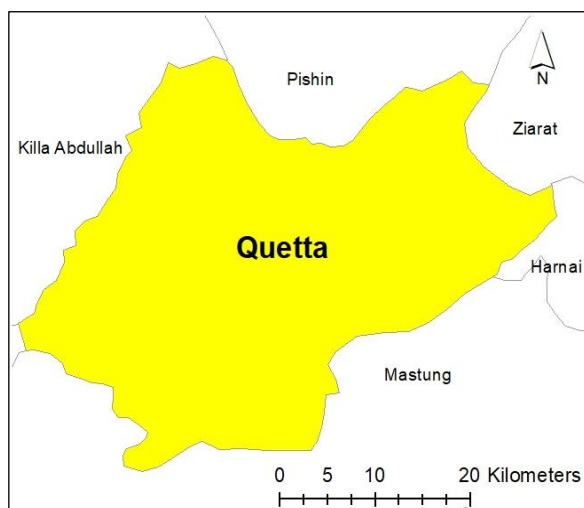 Pishin
N
Ziarat
Killa Abdullah
Quetta
Harnai
Mastung
0 5 10 20 Kilometers